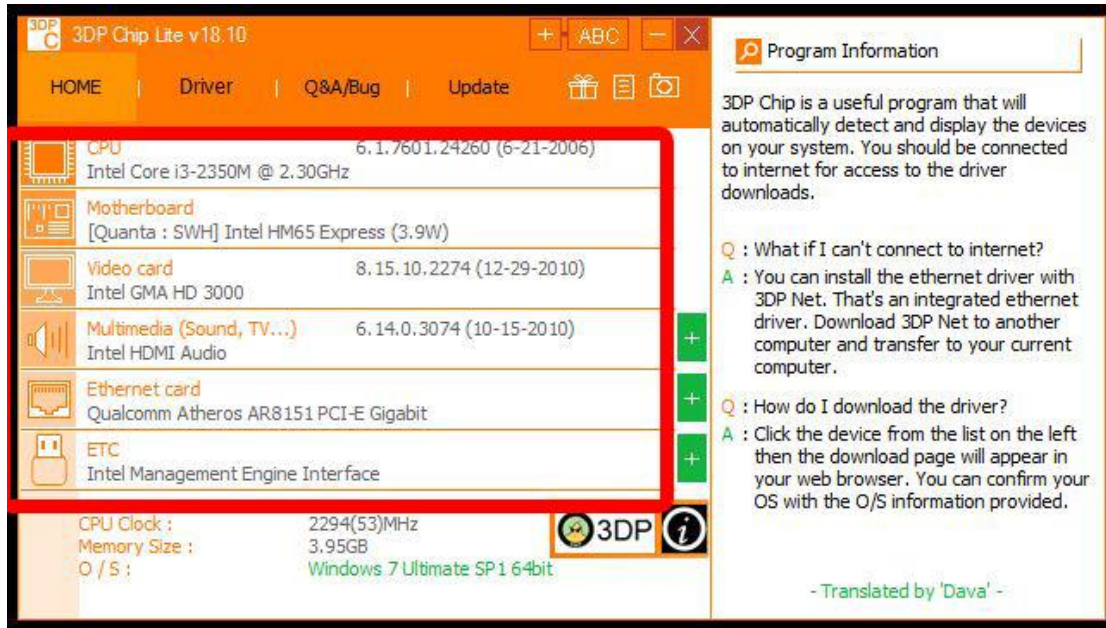 3DP C 3DP Chip Lite v18.10 + ABC
HOME | Driver | Q&A/Bug | Update
CPU 6.1.7601.24260 (6-21-2006)
Intel Core i3-2350M @ 2.30GHz
Motherboard
[Quanta : SWH] Intel HM65 Express (3.9W)
Video card 8.15.10.2274 (12-29-2010)
Intel GMA HD 3000
Multimedia (Sound, TV...) 6.14.0.3074 (10-15-2010)
Intel HDMI Audio
+
Ethernet card
Qualcomm Atheros AR8151 PCI-E Gigabit
+
ETC
Intel Management Engine Interface
+
CPU Clock : 2294(53)MHz
Memory Size : 3.95GB
O / S : Windows 7 Ultimate SP1 64bit
3DP i
Program Information
3DP Chip is a useful program that will
automatically detect and display the devices
on your system. You should be connected
to internet for access to the driver
downloads.
Q : What if I can't connect to internet?
A : You can install the ethernet driver with
3DP Net. That's an integrated ethernet
driver. Download 3DP Net to another
computer and transfer to your current
computer.
Q : How do I download the driver?
A : Click the device from the list on the left
then the download page will appear in
your web browser. You can confirm your
OS with the O/S information provided.
- Translated by 'Dava' -